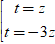 t = z
t = −3z